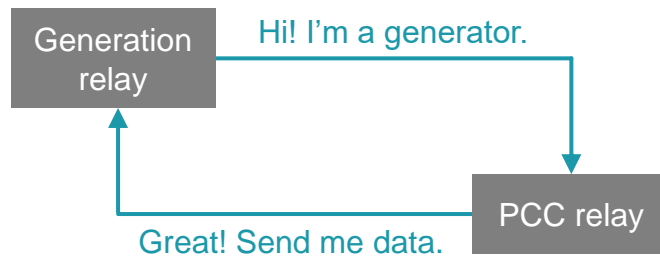 Generation
relay
Hi! I’m a generator.
PCC relay
Great! Send me data.